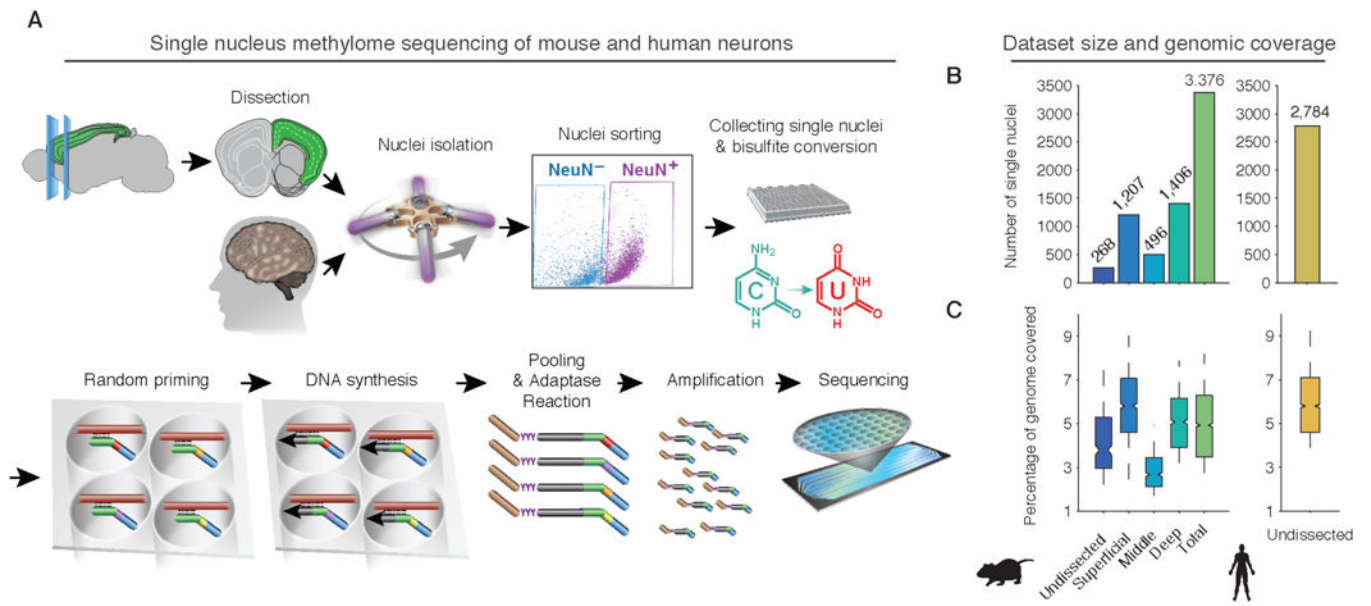 A
Single nucleus methylome sequencing of mouse and human neurons
Dissection
Nuclei isolation
Nuclei sorting
NeuN− NeuN+
Collecting single nuclei
& bisulfite conversion
NH2
C
N
N
H
O
O
U
NH
N
H
O
Random priming
DNA synthesis
Pooling
& Adaptase
Reaction
Amplification
Sequencing
Dataset size and genomic coverage
B
Number of single nuclei
3500
3000
2500
2000
1500
1000
500
0
268
1,207
496
1,406
3.376
3500
3000
2500
2000
1500
1000
500
0
2,784
C
Percentage of genome covered
9
7
5
3
1
Undissected
Superficial
Middle
Deep
Total
9
7
5
3
1
Undissected